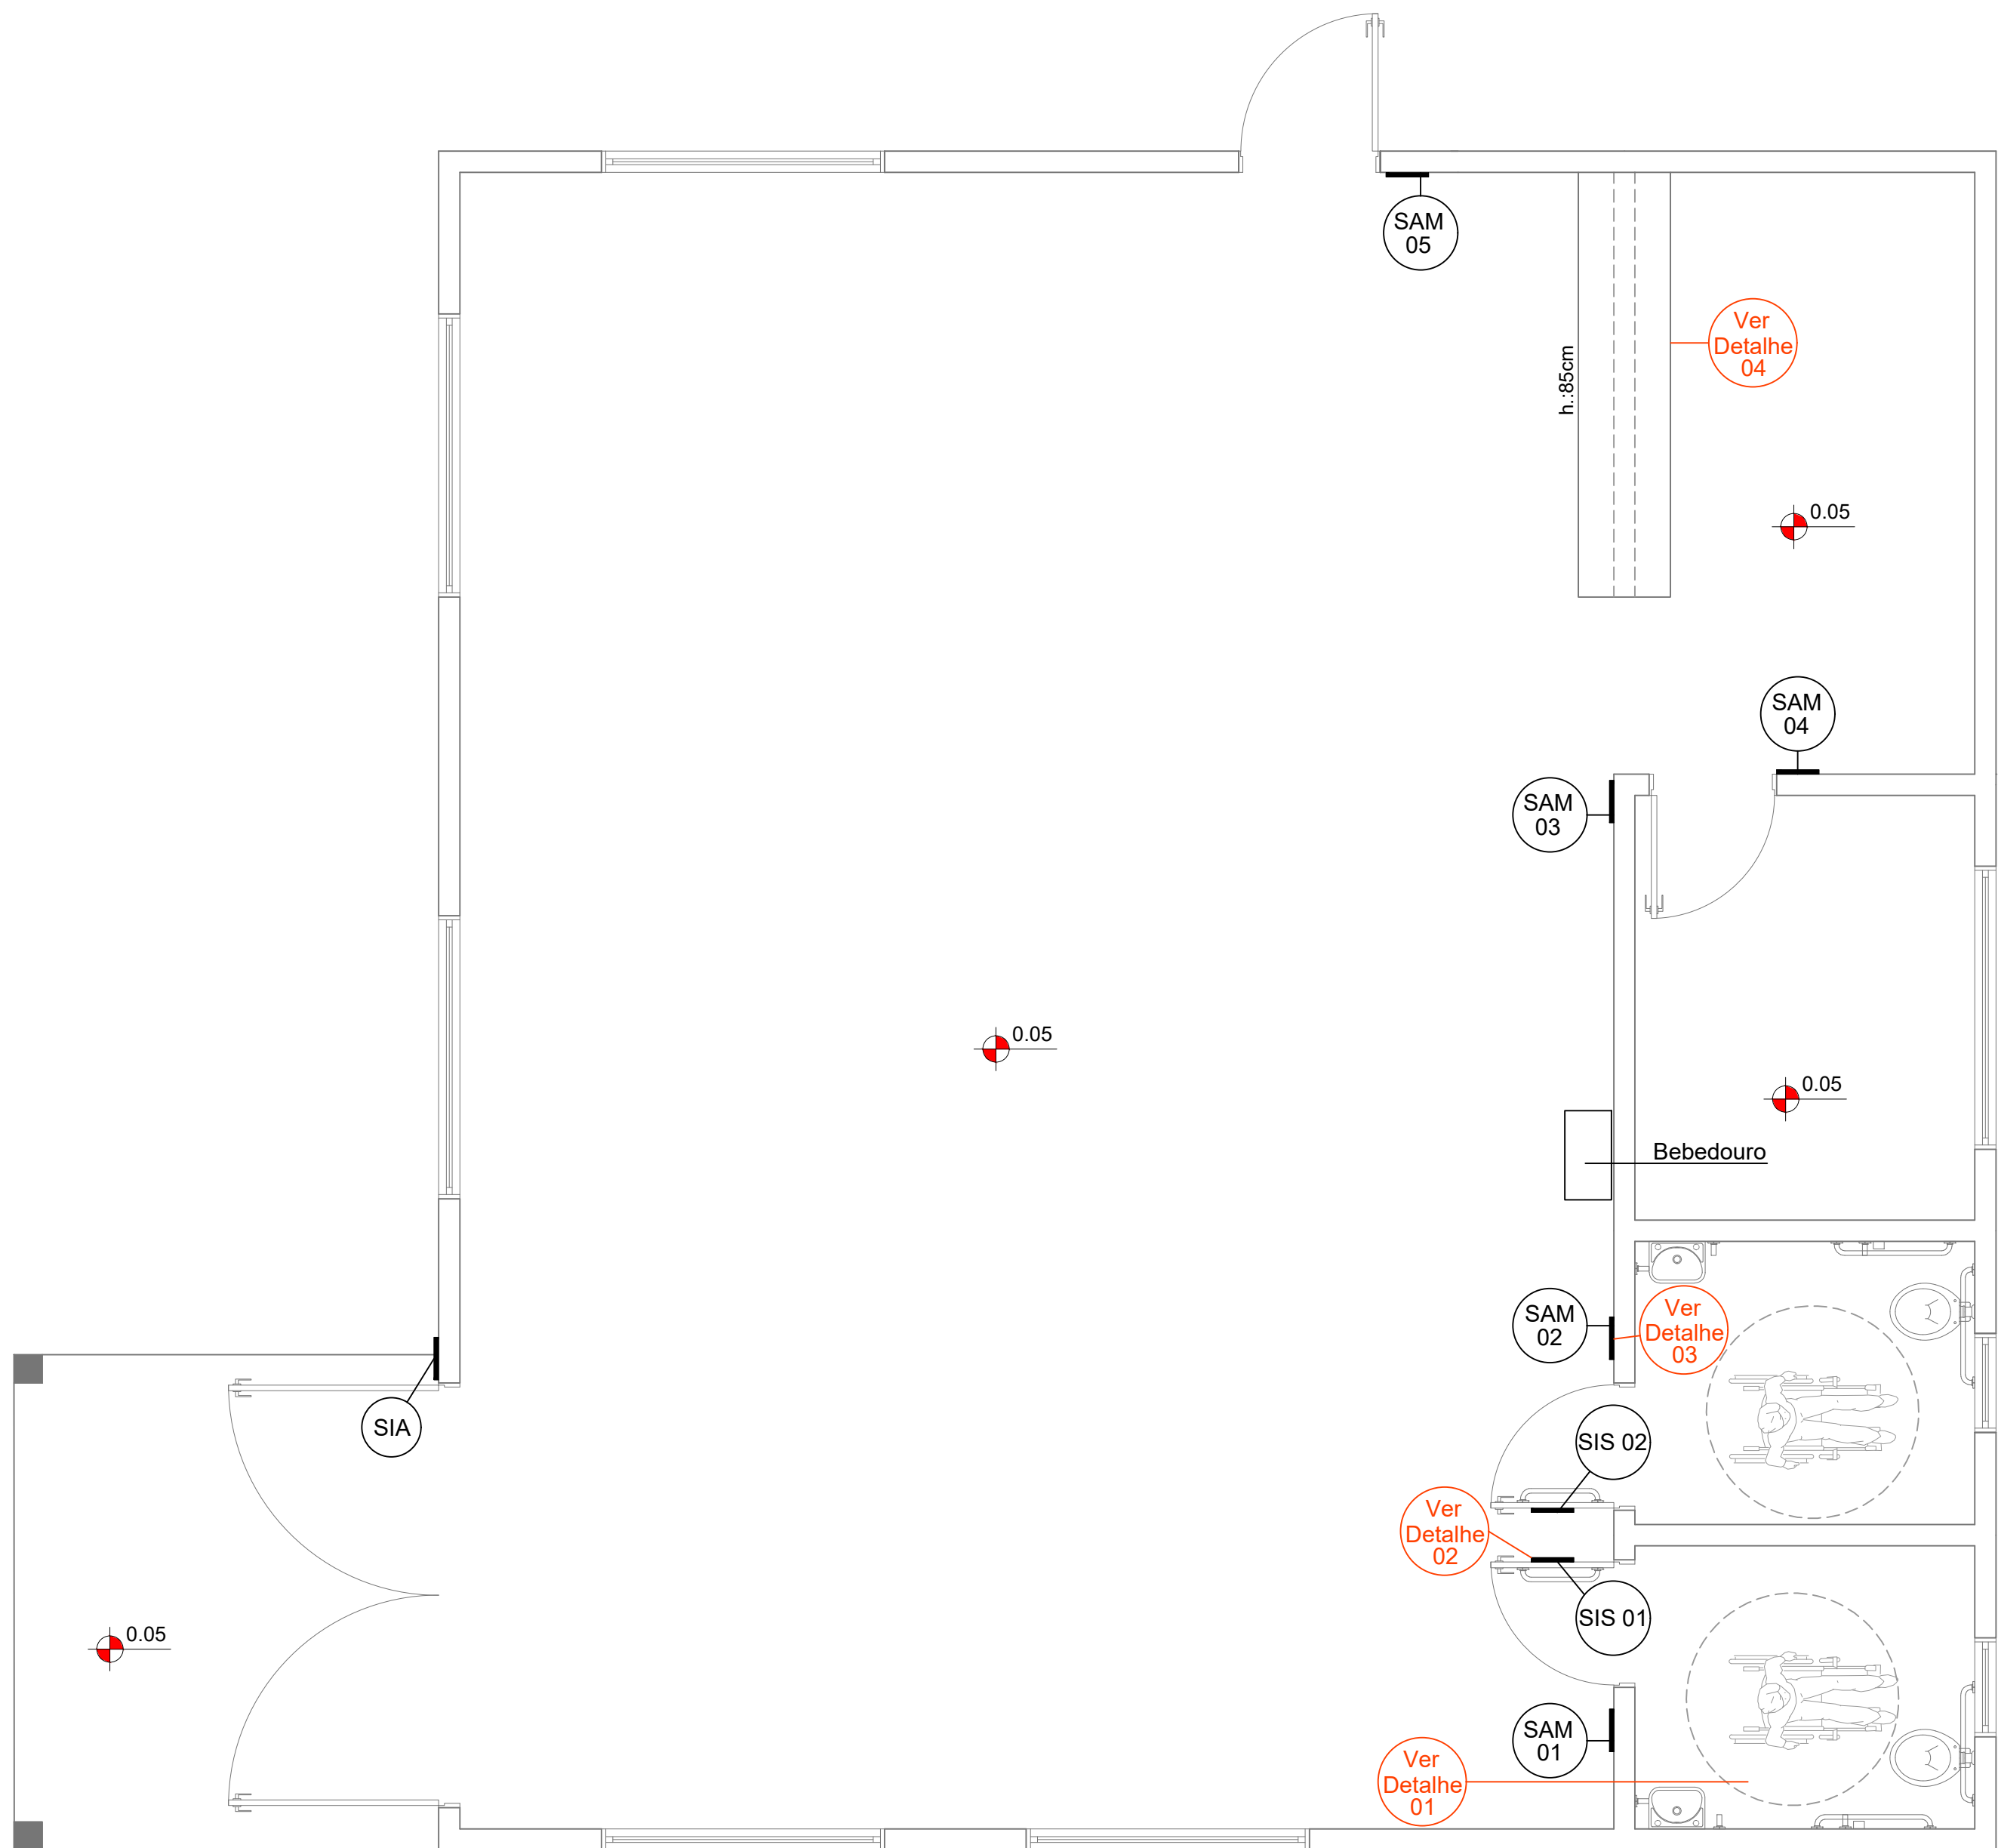 SAM
05
Ver
Detalhe
04
h.:85cm
0.05
SAM
04
SAM
03
0.05
0.05
Bebedouro
SAM
02
Ver
Detalhe
03
SIA
SIS 02
Ver
Detalhe
02
SIS 01
0.05
SAM
01
Ver
Detalhe
01